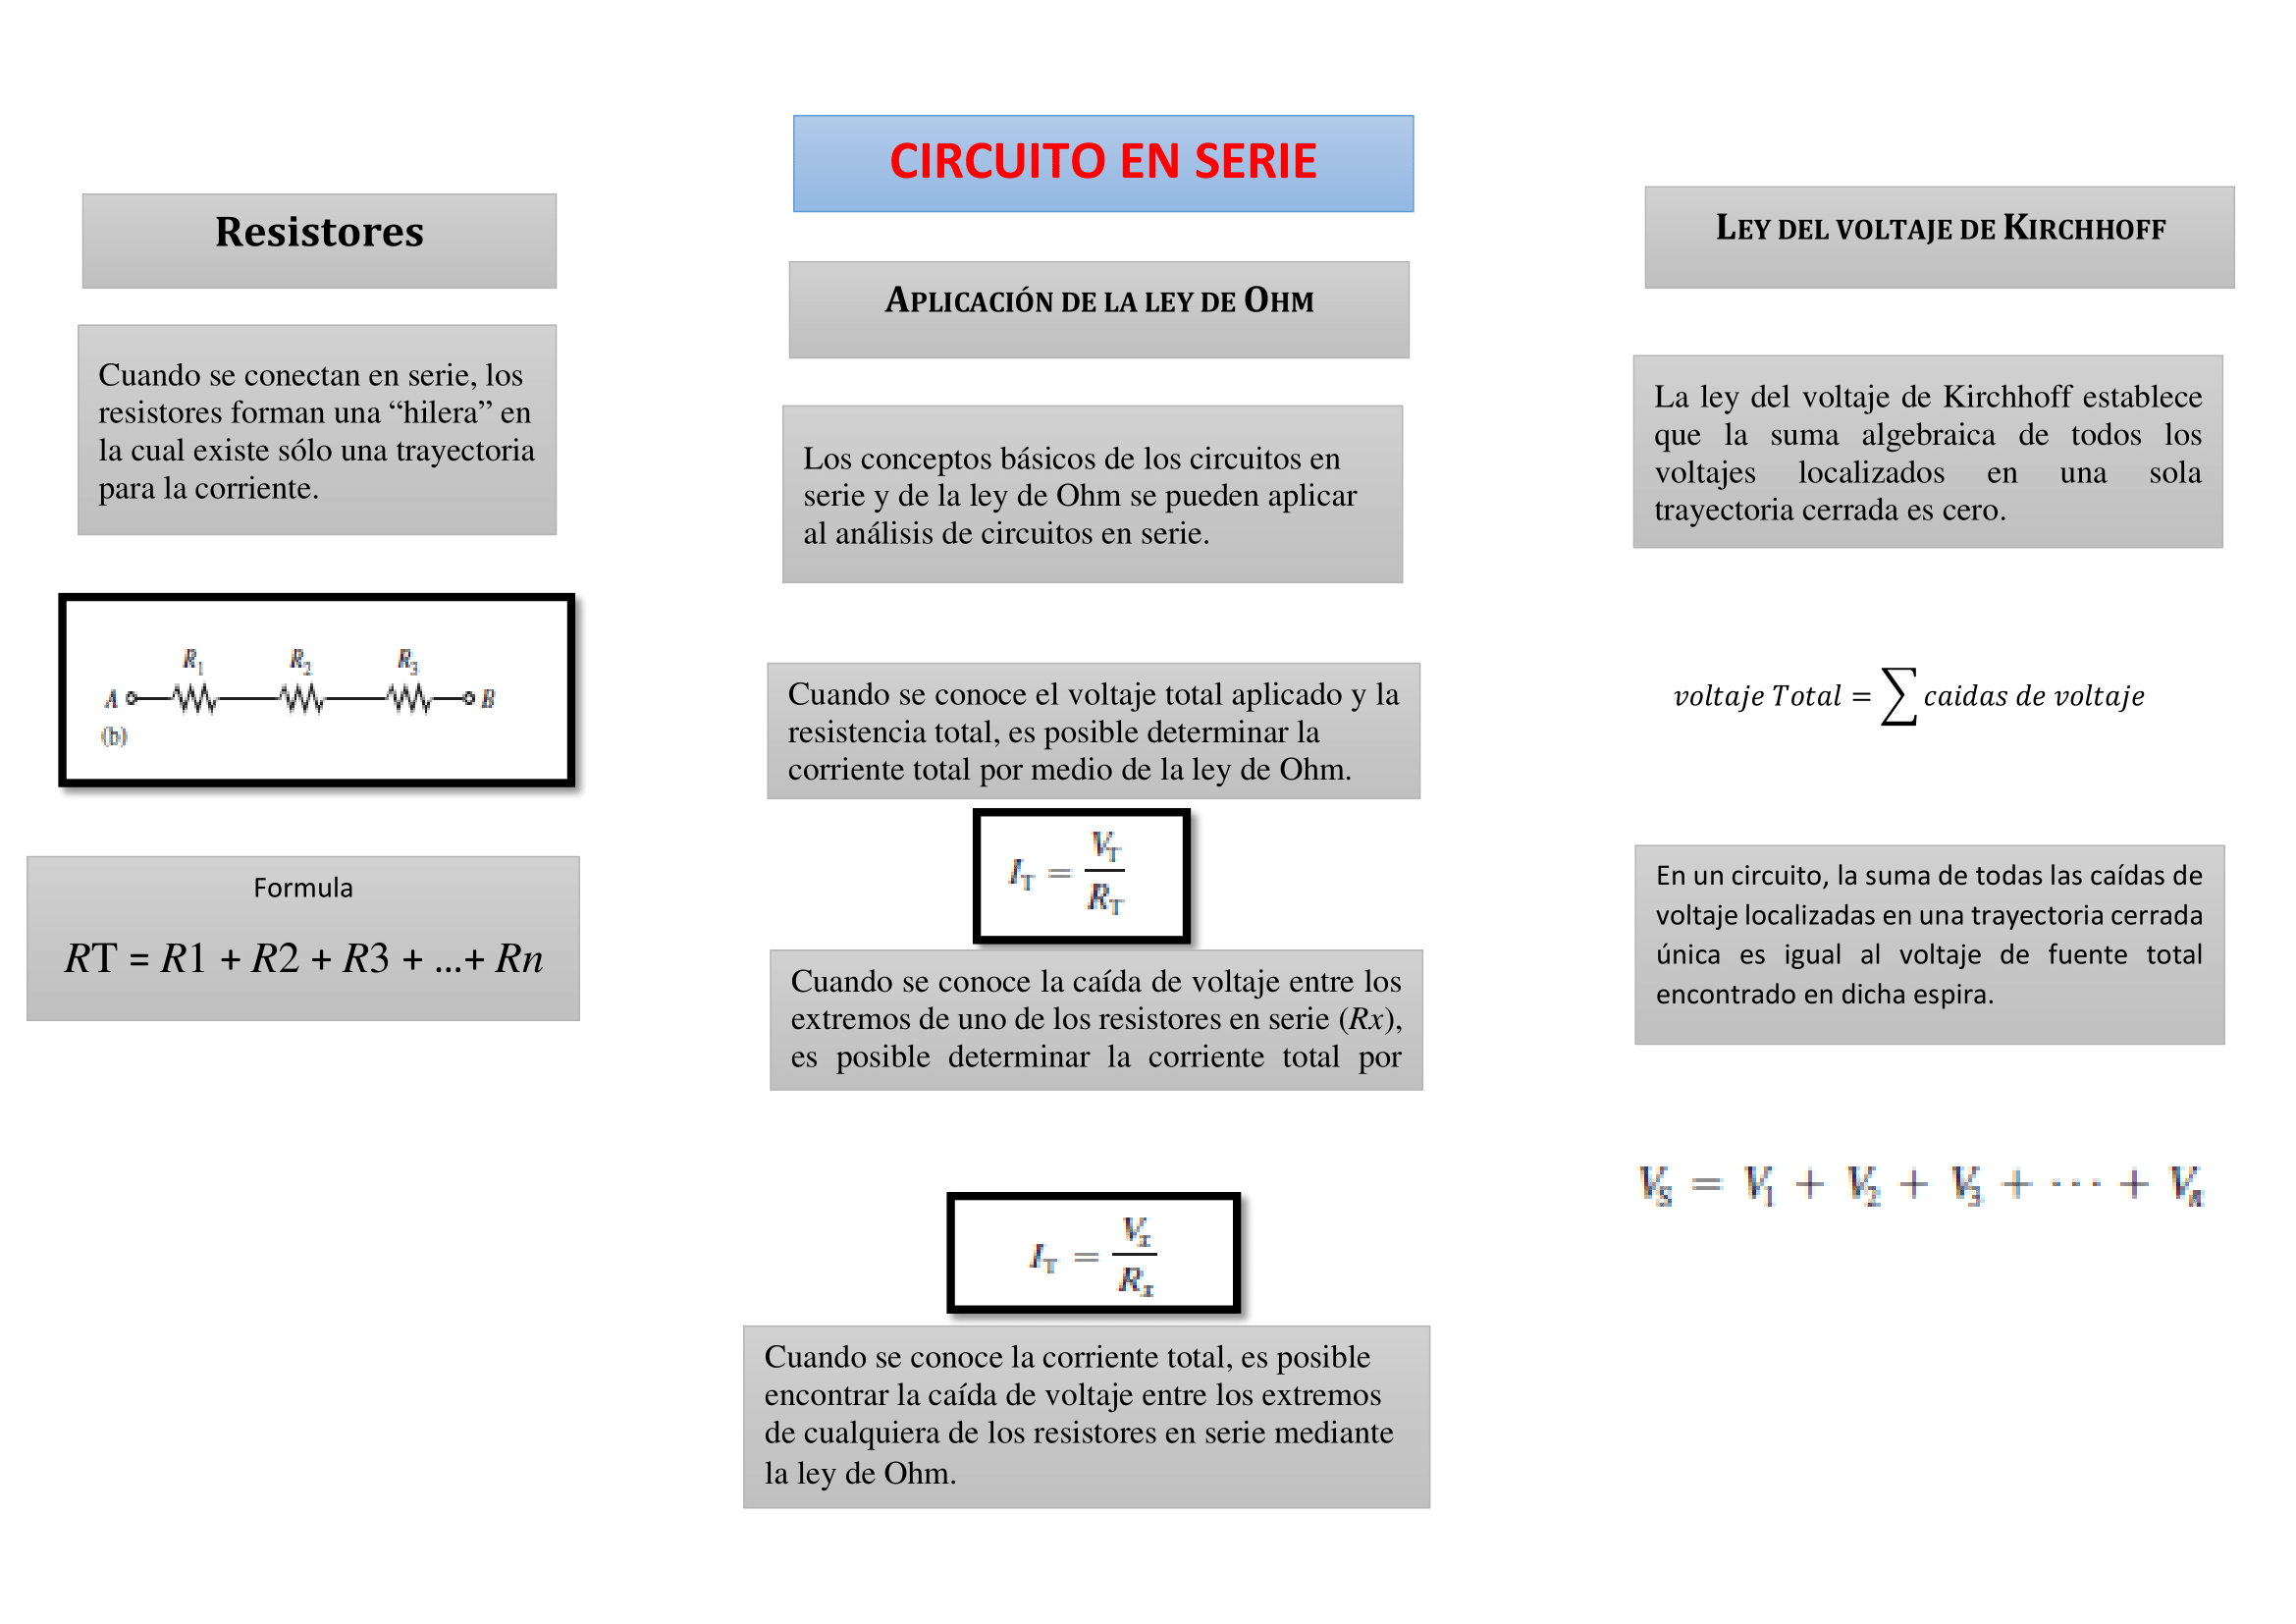 CIRCUITO EN SERIE
Resistores
Cuando se conectan en serie, los
resistores forman una “hilera” en
la cual existe sólo una trayectoria
para la corriente.
R1 R2 R3
A B
(b)
Formula
RT = R1 + R2 + R3 + ...+ Rn
APLICACIÓN DE LA LEY DE OHM
Los conceptos básicos de los circuitos en
serie y de la ley de Ohm se pueden aplicar
al análisis de circuitos en serie.
Cuando se conoce el voltaje total aplicado y la
resistencia total, es posible determinar la
corriente total por medio de la ley de Ohm.
I_T = V_T / R_T
Cuando se conoce la caída de voltaje entre los
extremos de uno de los resistores en serie (Rx),
es posible determinar la corriente total por
I_T = V_x / R_x
Cuando se conoce la corriente total, es posible
encontrar la caída de voltaje entre los extremos
de cualquiera de los resistores en serie mediante
la ley de Ohm.
LEY DEL VOLTAJE DE KIRCHHOFF
La ley del voltaje de Kirchhoff establece
que la suma algebraica de todos los
voltajes localizados en una sola
trayectoria cerrada es cero.
voltaje Total = ∑ caidas de voltaje
En un circuito, la suma de todas las caídas de
voltaje localizadas en una trayectoria cerrada
única es igual al voltaje de fuente total
encontrado en dicha espira.
V_S = V_1 + V_2 + V_3 + ··· + V_n